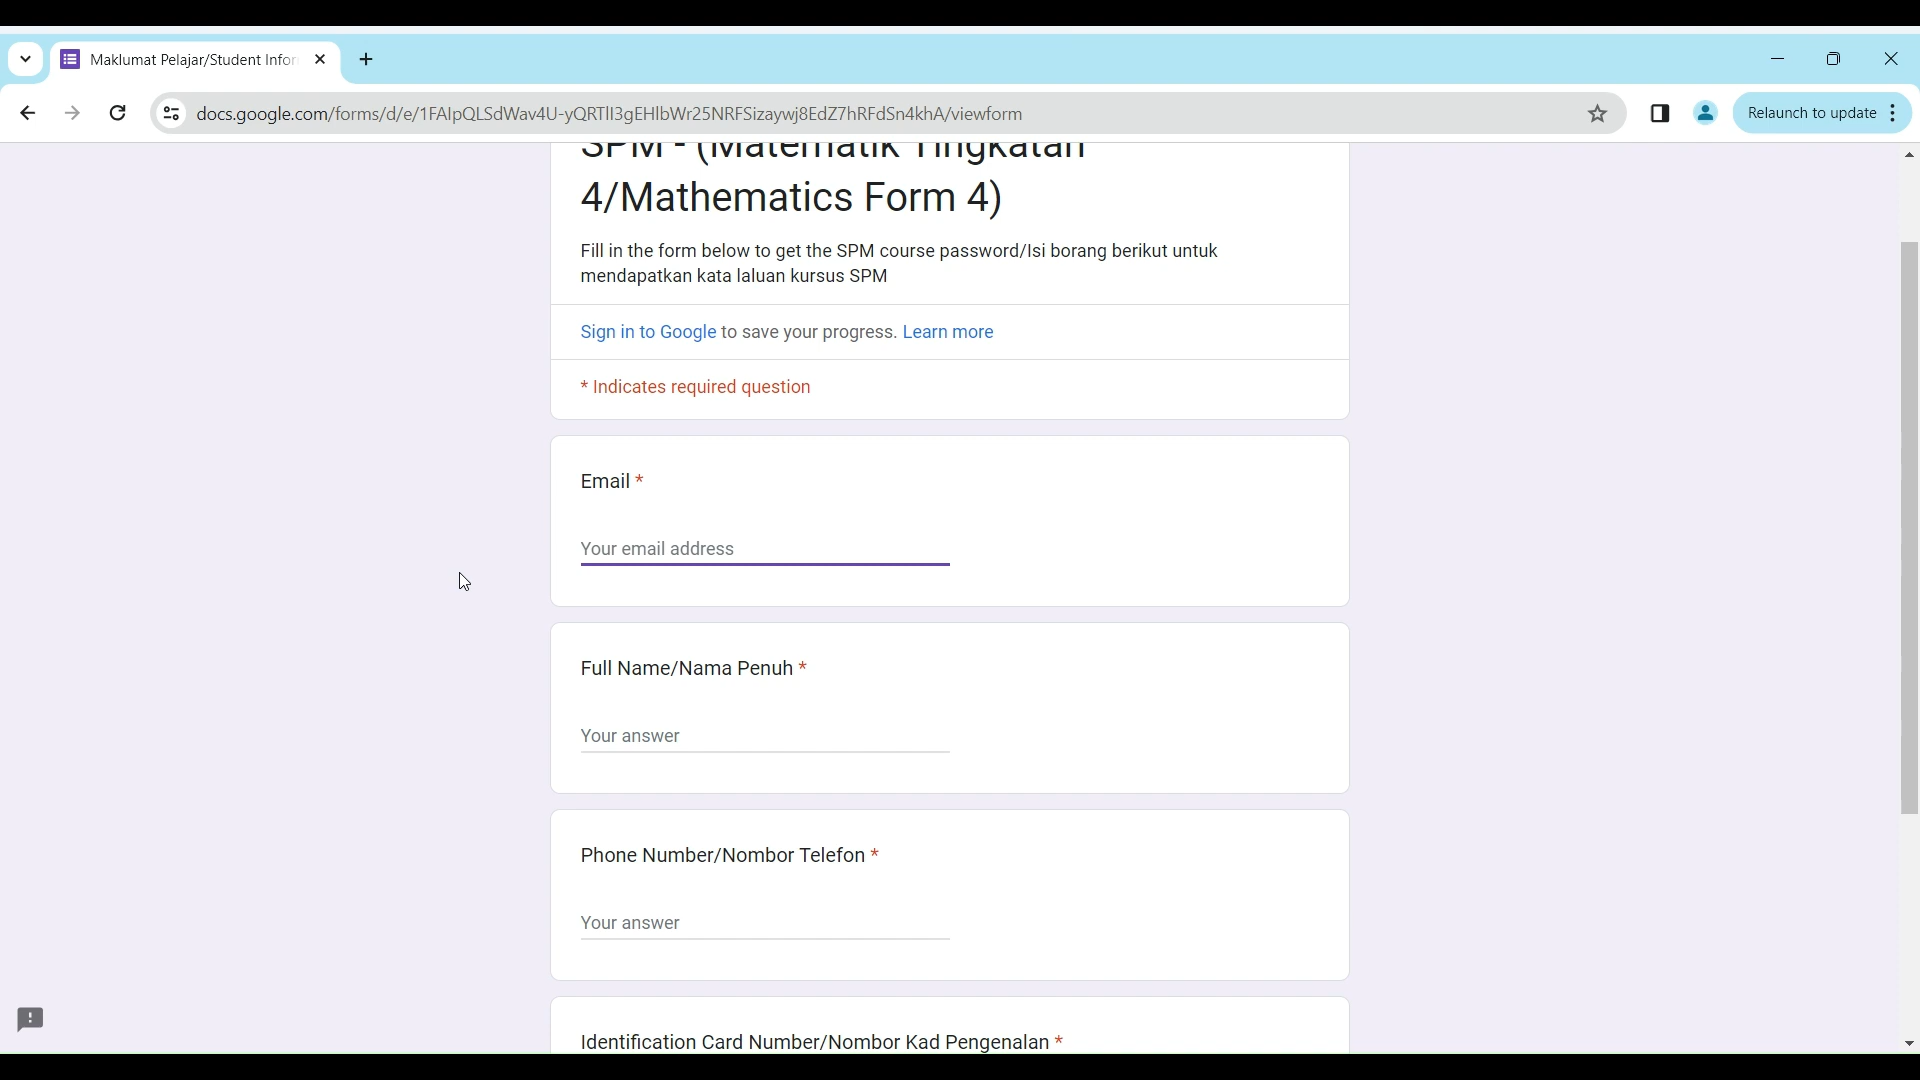 Maklumat Pelajar/Student Infor
docs.google.com/forms/d/e/
Relaunch to update
SPM - (Matematik Tingkatan
4/Mathematics Form 4)
Fill in the form below to get the SPM course password/Isi borang berikut untuk
mendapatkan kata laluan kursus SPM
Sign in to Google to save your progress. Learn more
* Indicates required question
Email *
Your email address
Full Name/Nama Penuh *
Your answer
Phone Number/Nombor Telefon *
Your answer
Identification Card Number/Nombor Kad Pengenalan *